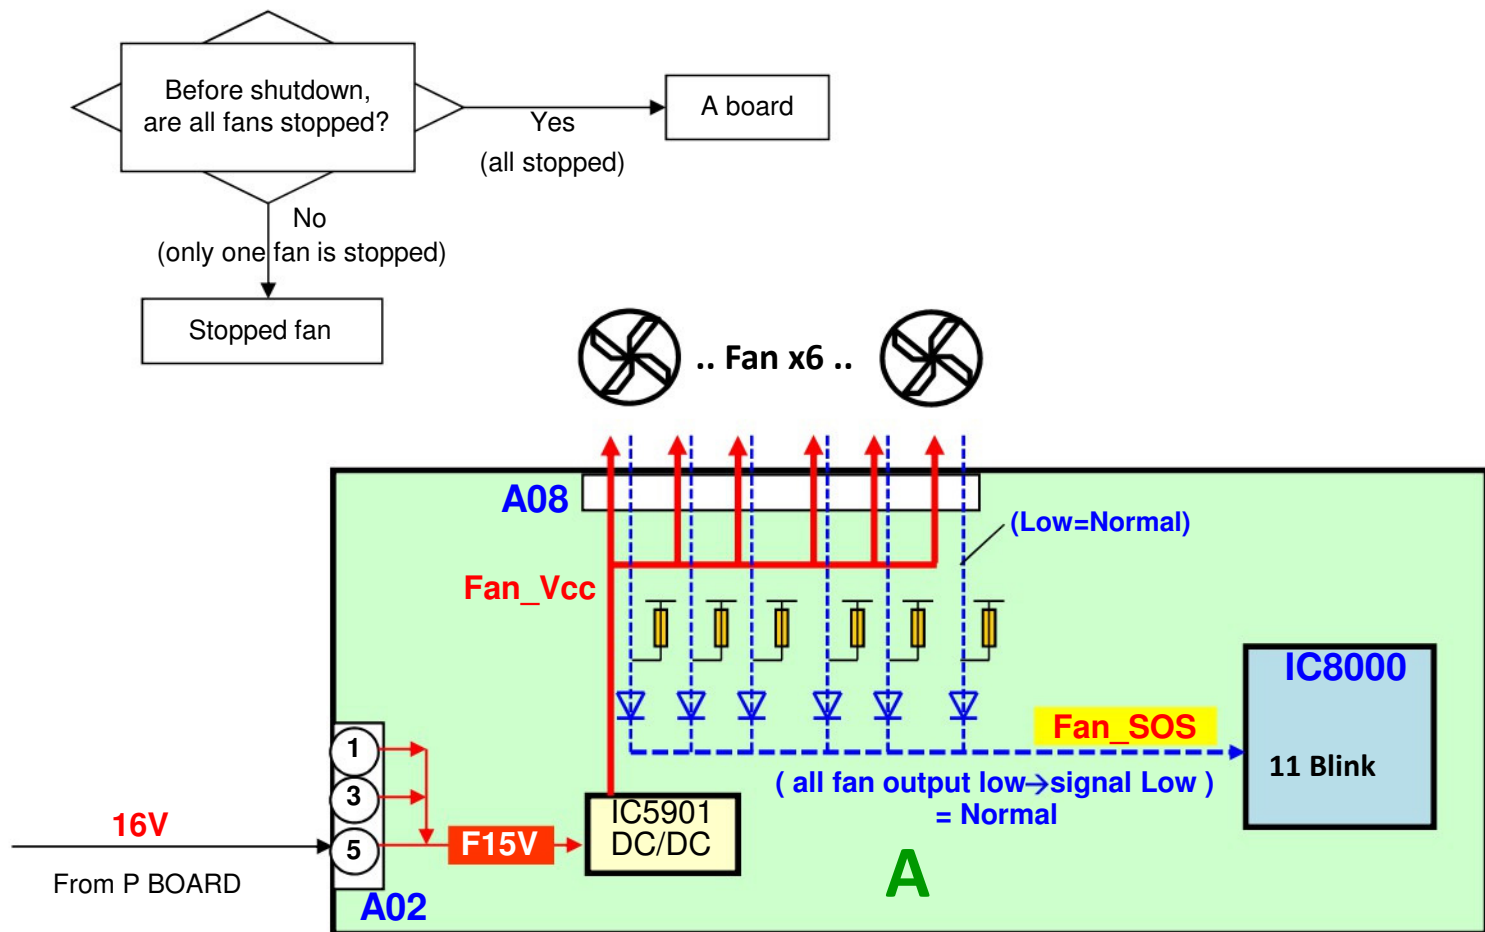 Before shutdown,
are all fans stopped?
A board
Yes
(all stopped)
No
(only one fan is stopped)
Stopped fan
.. Fan x6 ..
A08
(Low=Normal)
Fan_Vcc
IC8000
Fan_SOS
11 Blink
1
3
5
( all fan output low→signal Low )
= Normal
16V
F15V
IC5901
DC/DC
From P BOARD
A02
A